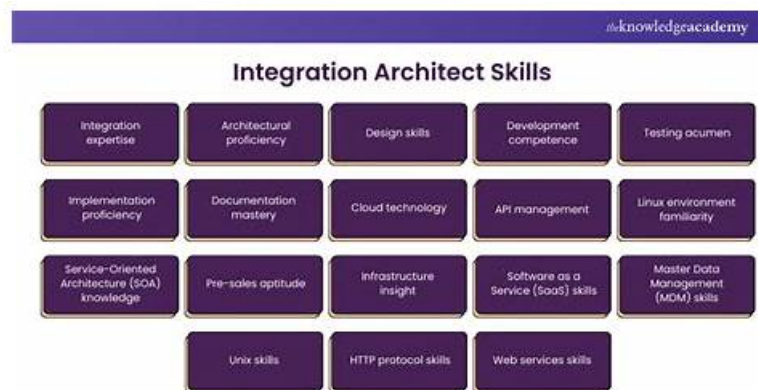 theknowledgeacademy
Integration Architect Skills
Integration
expertise
Architectural
proficiency
Design skills
Development
competence
Testing acumen
Implementation
proficiency
Documentation
mastery
Cloud technology
API management
Linux environment
familiarity
Service-Oriented
Architecture (SOA)
knowledge
Pre-sales aptitude
Infrastructure
insight
Software as a
Service (SaaS) skills
Master Data
Management
(MDM) skills
Unix skills
HTTP protocol skills
Web services skills